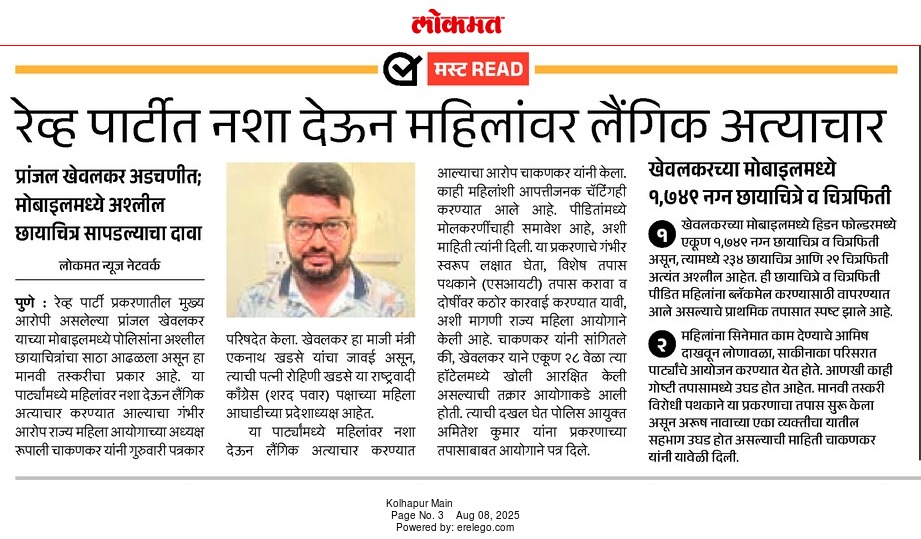 लोकमत
मस्ट READ
रेव्ह पार्टीत नशा देऊन महिलांवर लैंगिक अत्याचार
प्रांजल खेवलकर अडचणीत;
मोबाइलमध्ये अश्लील
छायाचित्र सापडल्याचा दावा
लोकमत न्यूज नेटवर्क
पुणे : रेव्ह पार्टी प्रकरणातील मुख्य
आरोपी असलेल्या प्रांजल खेवलकर
याच्या मोबाइलमध्ये पोलिसांना अश्लील
छायाचित्रांचा साठा आढळला असून हा
मानवी तस्करीचा प्रकार आहे. या
पार्ट्यांमध्ये महिलांवर नशा देऊन लैंगिक
अत्याचार करण्यात आल्याचा गंभीर
आरोप राज्य महिला आयोगाच्या अध्यक्ष
रूपाली चाकणकर यांनी गुरुवारी पत्रकार
परिषदेत केला. खेवलकर हा माजी मंत्री
एकनाथ खडसे यांचा जावई असून,
त्याची पत्नी रोहिणी खडसे या राष्ट्रवादी
काँग्रेस (शरद पवार) पक्षाच्या महिला
आघाडीच्या प्रदेशाध्यक्ष आहेत.
या पार्ट्यांमध्ये महिलांवर नशा
देऊन लैंगिक अत्याचार करण्यात
आल्याचा आरोप चाकणकर यांनी केला.
काही महिलांशी आपत्तीजनक चॅटिंगही
करण्यात आले आहे. पीडितांमध्ये
मोलकरणींचाही समावेश आहे, अशी
माहिती त्यांनी दिली. या प्रकरणाचे गंभीर
स्वरूप लक्षात घेता, विशेष तपास
पथकाने (एसआयटी) तपास करावा व
दोषींवर कठोर कारवाई करण्यात यावी,
अशी मागणी राज्य महिला आयोगाने
केली आहे. चाकणकर यांनी सांगितले
की, खेवलकर याने एकूण २८ वेळा त्या
हॉटेलमध्ये खोली आरक्षित केली
असल्याची तक्रार आयोगाकडे आली
होती. त्याची दखल घेत पोलिस आयुक्त
अमितेश कुमार यांना प्रकरणाच्या
तपासाबाबत आयोगाने पत्र दिले.
खेवलकरच्या मोबाइलमध्ये
१,७४९ नग्न छायाचित्रे व चित्रफिती
१ खेवलकरच्या मोबाइलमध्ये हिडन फोल्डरमध्ये
एकूण १,७४९ नग्न छायाचित्र व चित्रफिती
असून, त्यामध्ये २३४ छायाचित्र आणि २९ चित्रफिती
अत्यंत अश्लील आहेत. ही छायाचित्रे व चित्रफिती
पीडित महिलांना ब्लॅकमेल करण्यासाठी वापरण्यात
आले असल्याचे प्राथमिक तपासात स्पष्ट झाले आहे.
२ महिलांना सिनेमात काम देण्याचे आमिष
दाखवून लोणावळा, साकीनाका परिसरात
पार्ट्यांचे आयोजन करण्यात येत होते. आणखी काही
गोष्टी तपासामध्ये उघड होत आहेत. मानवी तस्करी
विरोधी पथकाने या प्रकरणाचा तपास सुरू केला
असून अरूष नावाच्या एका व्यक्तीचा यातील
सहभाग उघड होत असल्याची माहिती चाकणकर
यांनी यावेळी दिली.
Kolhapur Main
Page No. 3 Aug 08, 2025
Powered by: erelego.com